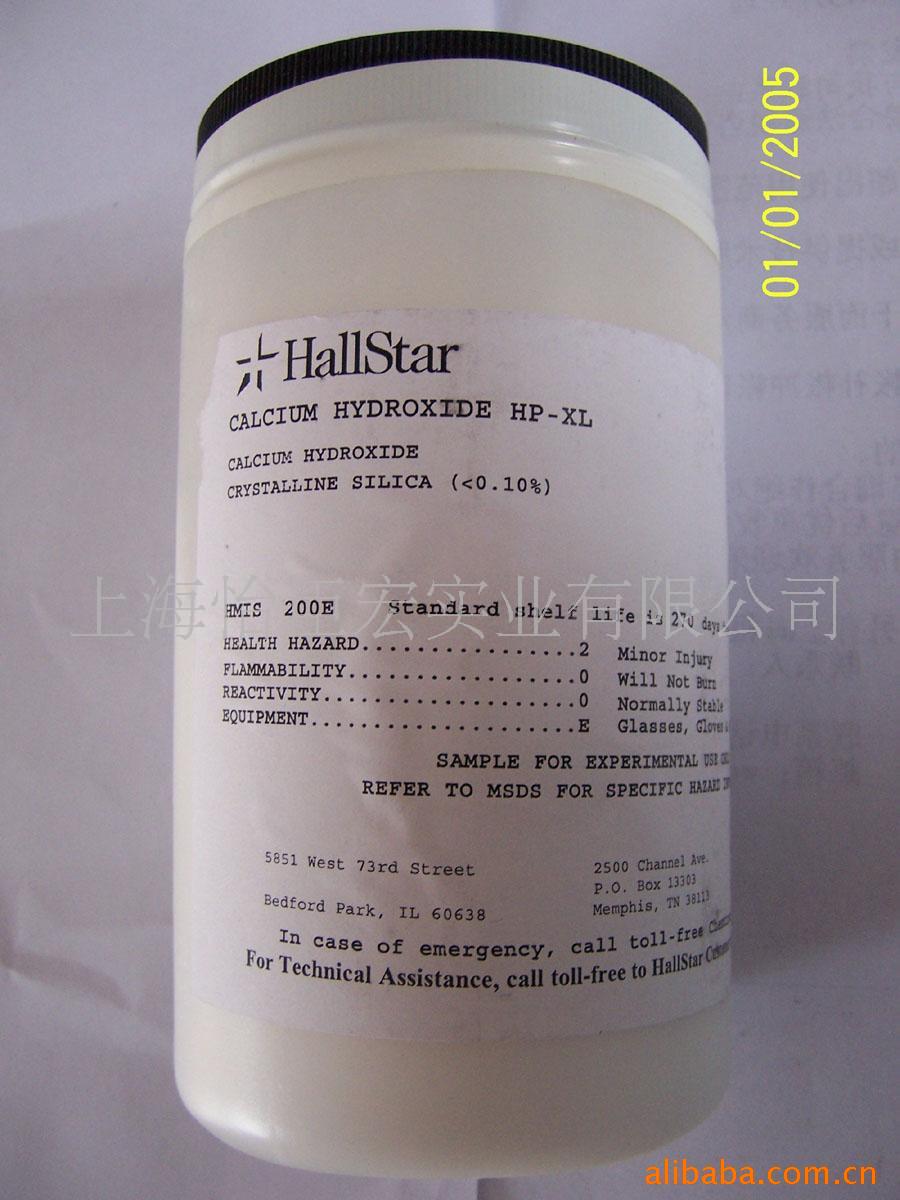 01/01/2005
HallStar
CALCIUM HYDROXIDE HP-XL
CALCIUM HYDROXIDE
CRYSTALLINE SILICA (<0.10%)
上海 宏实业有限公司
HMIS 200E Standard shelf life is 270 days
HEALTH HAZARD................2 Minor Injury
FLAMMABILITY.................0 Will Not Burn
REACTIVITY...................0 Normally Stable
EQUIPMENT....................E Glasses, Gloves
SAMPLE FOR EXPERIMENTAL USE
REFER TO MSDS FOR SPECIFIC HAZARD
5851 West 73rd Street
Bedford Park, IL 60638
2500 Channel Ave.
P.O. Box 13303
Memphis, TN 38113
In case of emergency, call toll-free
For Technical Assistance, call toll-free to HallStar
alibaba.com.cn